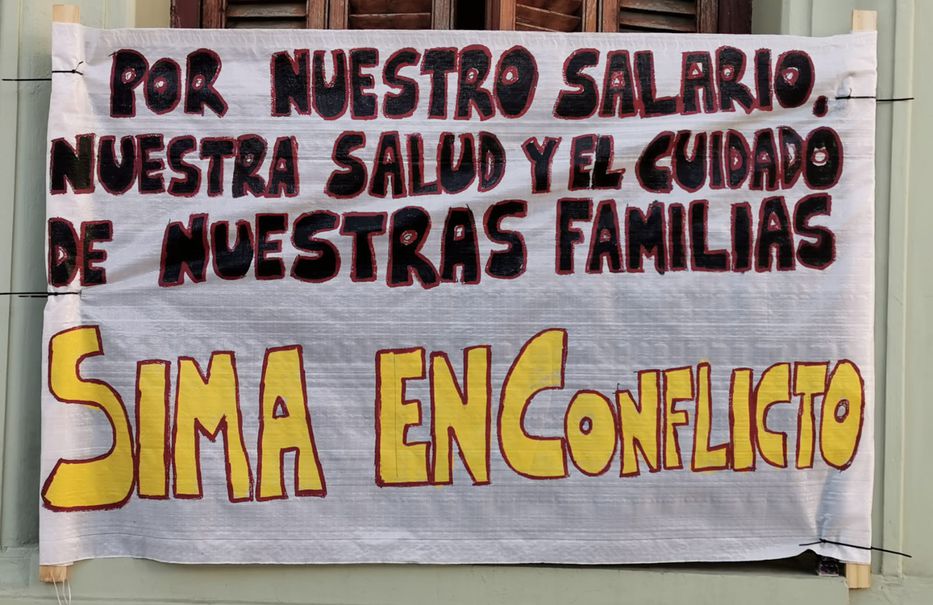 POR NUESTRO SALARIO,
NUESTRA SALUD Y EL CUIDADO
DE NUESTRAS FAMILIAS
SIMA EN CONFLICTO